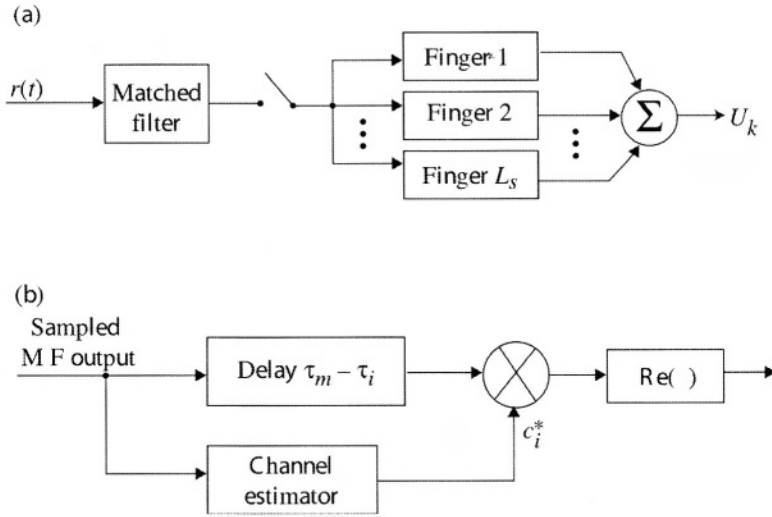 (a)
r(t)
Matched
filter
Finger 1
Finger 2
Finger L_s
Σ
U_k
(b)
Sampled
M F output
Delay τ_m – τ_i
c_i^*
Re( )
Channel
estimator